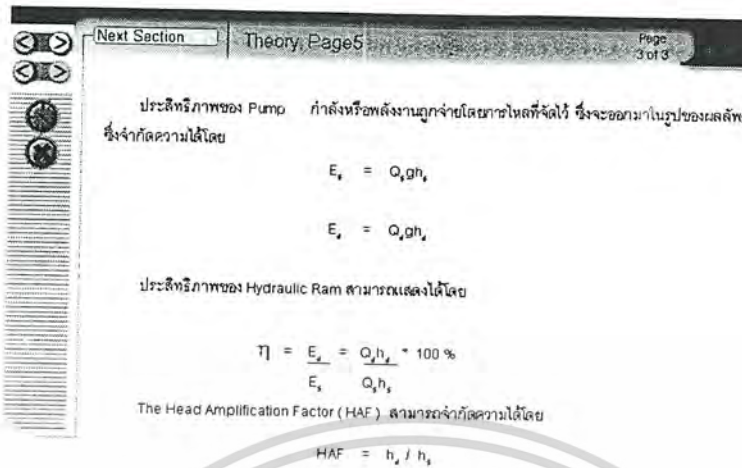 Next Section
Theory, Page5
Page
3 of 3
ประสิทธิภาพของ Pump กำลังหรือพลังงานถูกจ่ายโดยการไหลที่จัดไว้ ซึ่งจะออกมาในรูปของผลลัพ
ซึ่งจำกัดความได้โดย
Eₛ = Qₛghₛ
E_d = Q_dgh_d
ประสิทธิภาพของ Hydraulic Ram สามารถแสดงได้โดย
η = E_d = Q_dh_d * 100 %
Eₛ Qₛhₛ
The Head Amplification Factor ( HAF ) สามารถจำกัดความได้โดย
HAF = h_d / hₛ